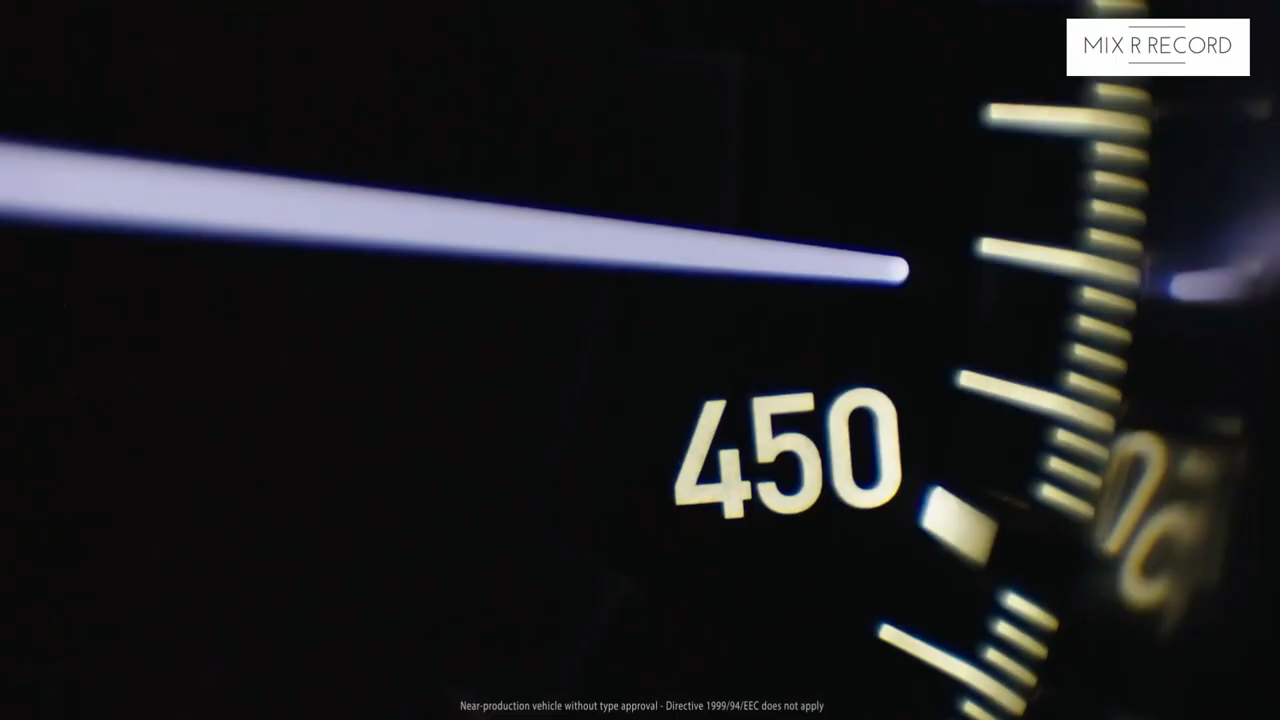 MIX R RECORD
450
Near-production vehicle without type approval - Directive 1999/94/EEC does not apply